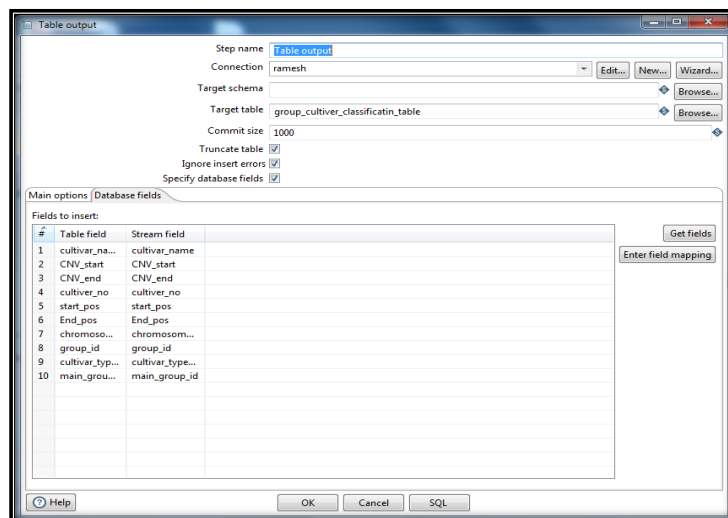 Table output
Step name Table output
Connection ramesh Edit... New... Wizard...
Target schema Browse...
Target table group_cultiver_classificatin_table Browse...
Commit size 1000
Truncate table
Ignore insert errors
Specify database fields
Main options Database fields
Fields to insert:
# Table field Stream field Get fields
1 cultivar_na... cultivar_name
2 CNV_start CNV_start Enter field mapping
3 CNV_end CNV_end
4 cultiver_no cultiver_no
5 start_pos start_pos
6 End_pos End_pos
7 chromoso... chromosom...
8 group_id group_id
9 cultivar_typ... cultivar_type...
10 main_grou... main_group_id
Help OK Cancel SQL